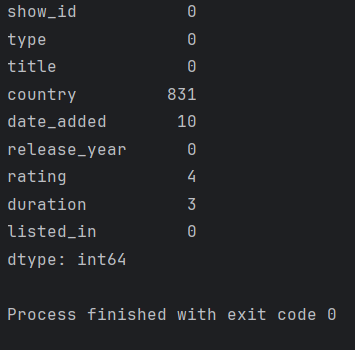 show_id 0
type 0
title 0
country 831
date_added 10
release_year 0
rating 4
duration 3
listed_in 0
dtype: int64
Process finished with exit code 0